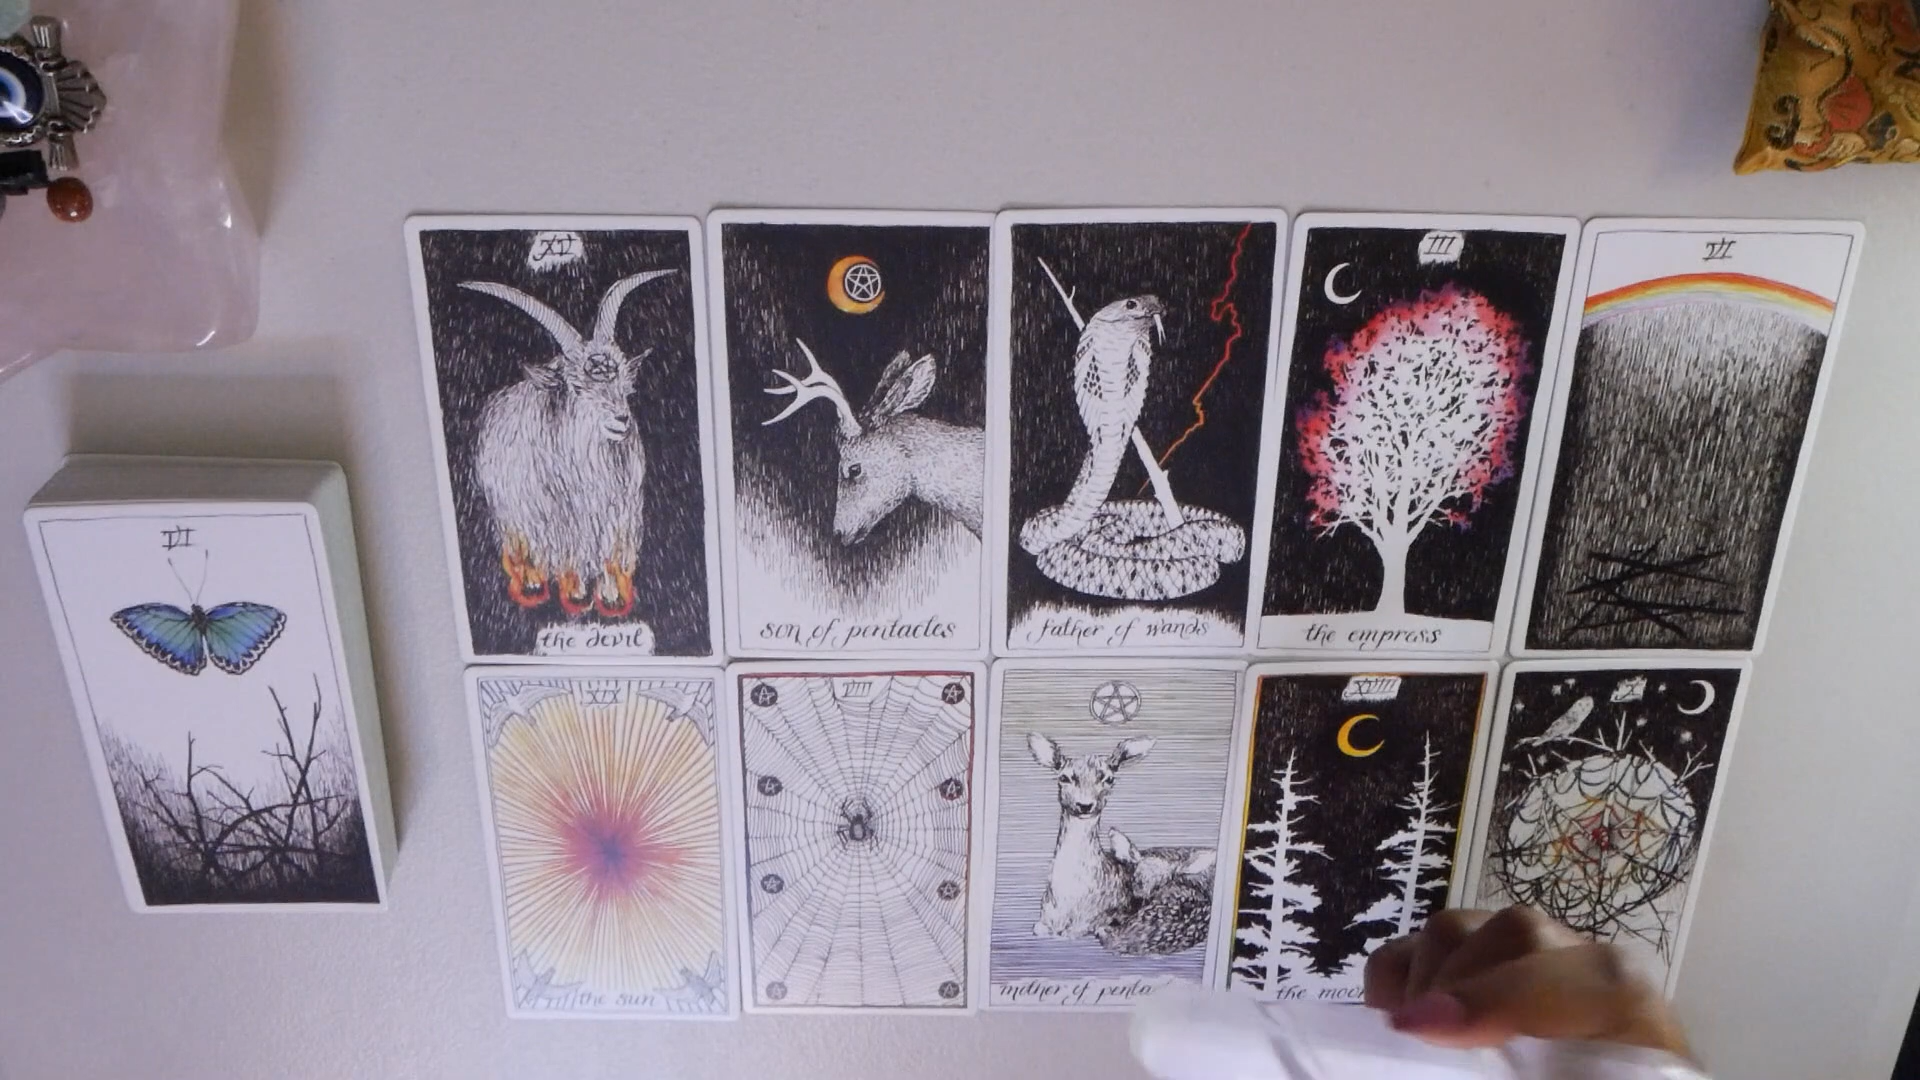 XV
the devil
son of pentacles
father of wands
III
the empress
VI
VI
XIX
the sun
VIII
mother of penta
XVIII
the moon
X